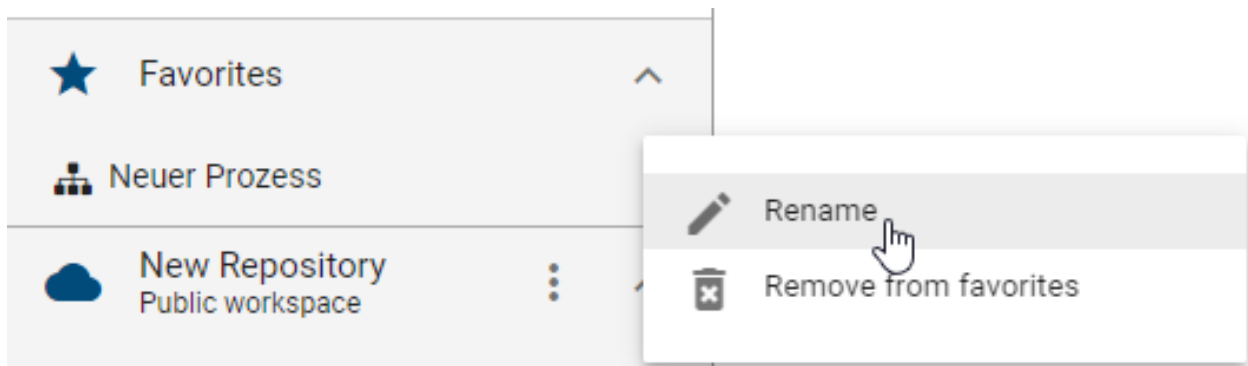 Favorites
Neuer Prozess
New Repository
Public workspace
Rename
Remove from favorites